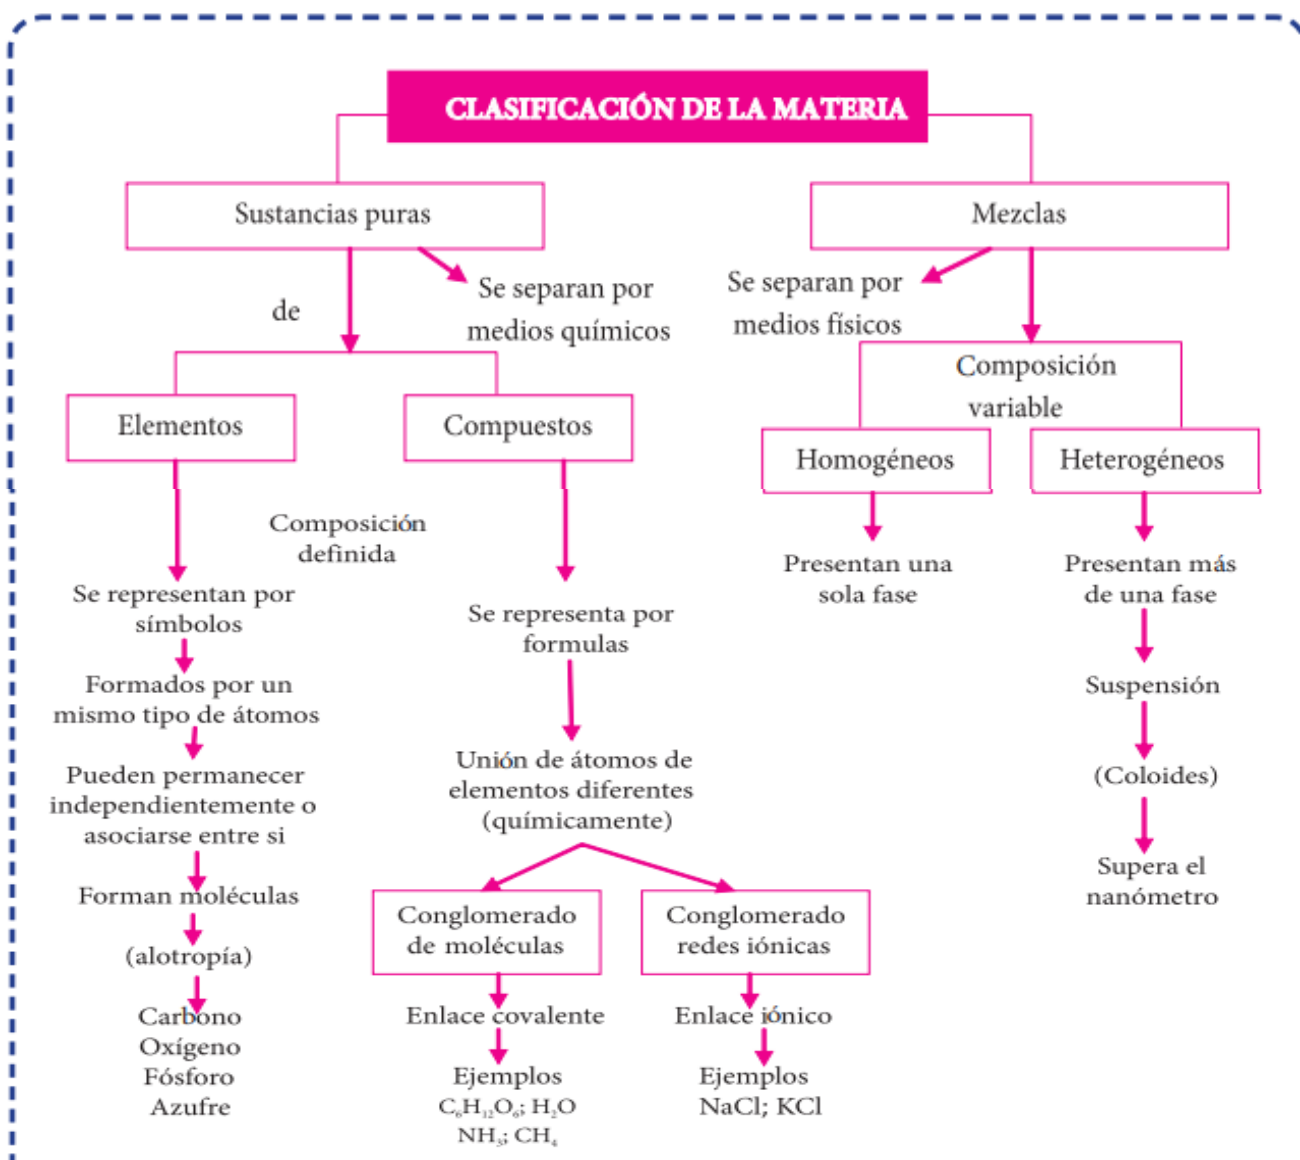 CLASIFICACIÓN DE LA MATERIA
Sustancias puras
Se separan por
medios químicos
de
Elementos
Compuestos
Composición
definida
Se representan por
símbolos
Formados por un
mismo tipo de átomos
Pueden permanecer
independientemente o
asociarse entre si
Forman moléculas
(alotropía)
Carbono
Oxígeno
Fósforo
Azufre
Se representa por
formulas
Unión de átomos de
elementos diferentes
(químicamente)
Conglomerado
de moléculas
Enlace covalente
Ejemplos
C₆H₁₂O₆; H₂O
NH₃; CH₄
Conglomerado
redes iónicas
Enlace iónico
Ejemplos
NaCl; KCl
Mezclas
Se separan por
medios físicos
Composición
variable
Homogéneos
Presentan una
sola fase
Heterogéneos
Presentan más
de una fase
Suspensión
(Coloides)
Supera el
nanómetro